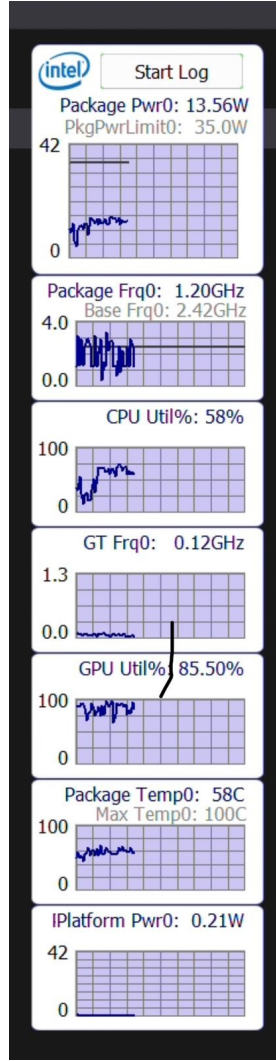 intel
Start Log
Package Pwr0: 13.56W
PkgPwrLimit0: 35.0W
42
0
Package Frq0: 1.20GHz
Base Frq0: 2.42GHz
4.0
0.0
CPU Util%: 58%
100
0
GT Frq0: 0.12GHz
1.3
0.0
GPU Util%: 85.50%
100
0
Package Temp0: 58C
Max Temp0: 100C
100
0
IPlatform Pwr0: 0.21W
42
0